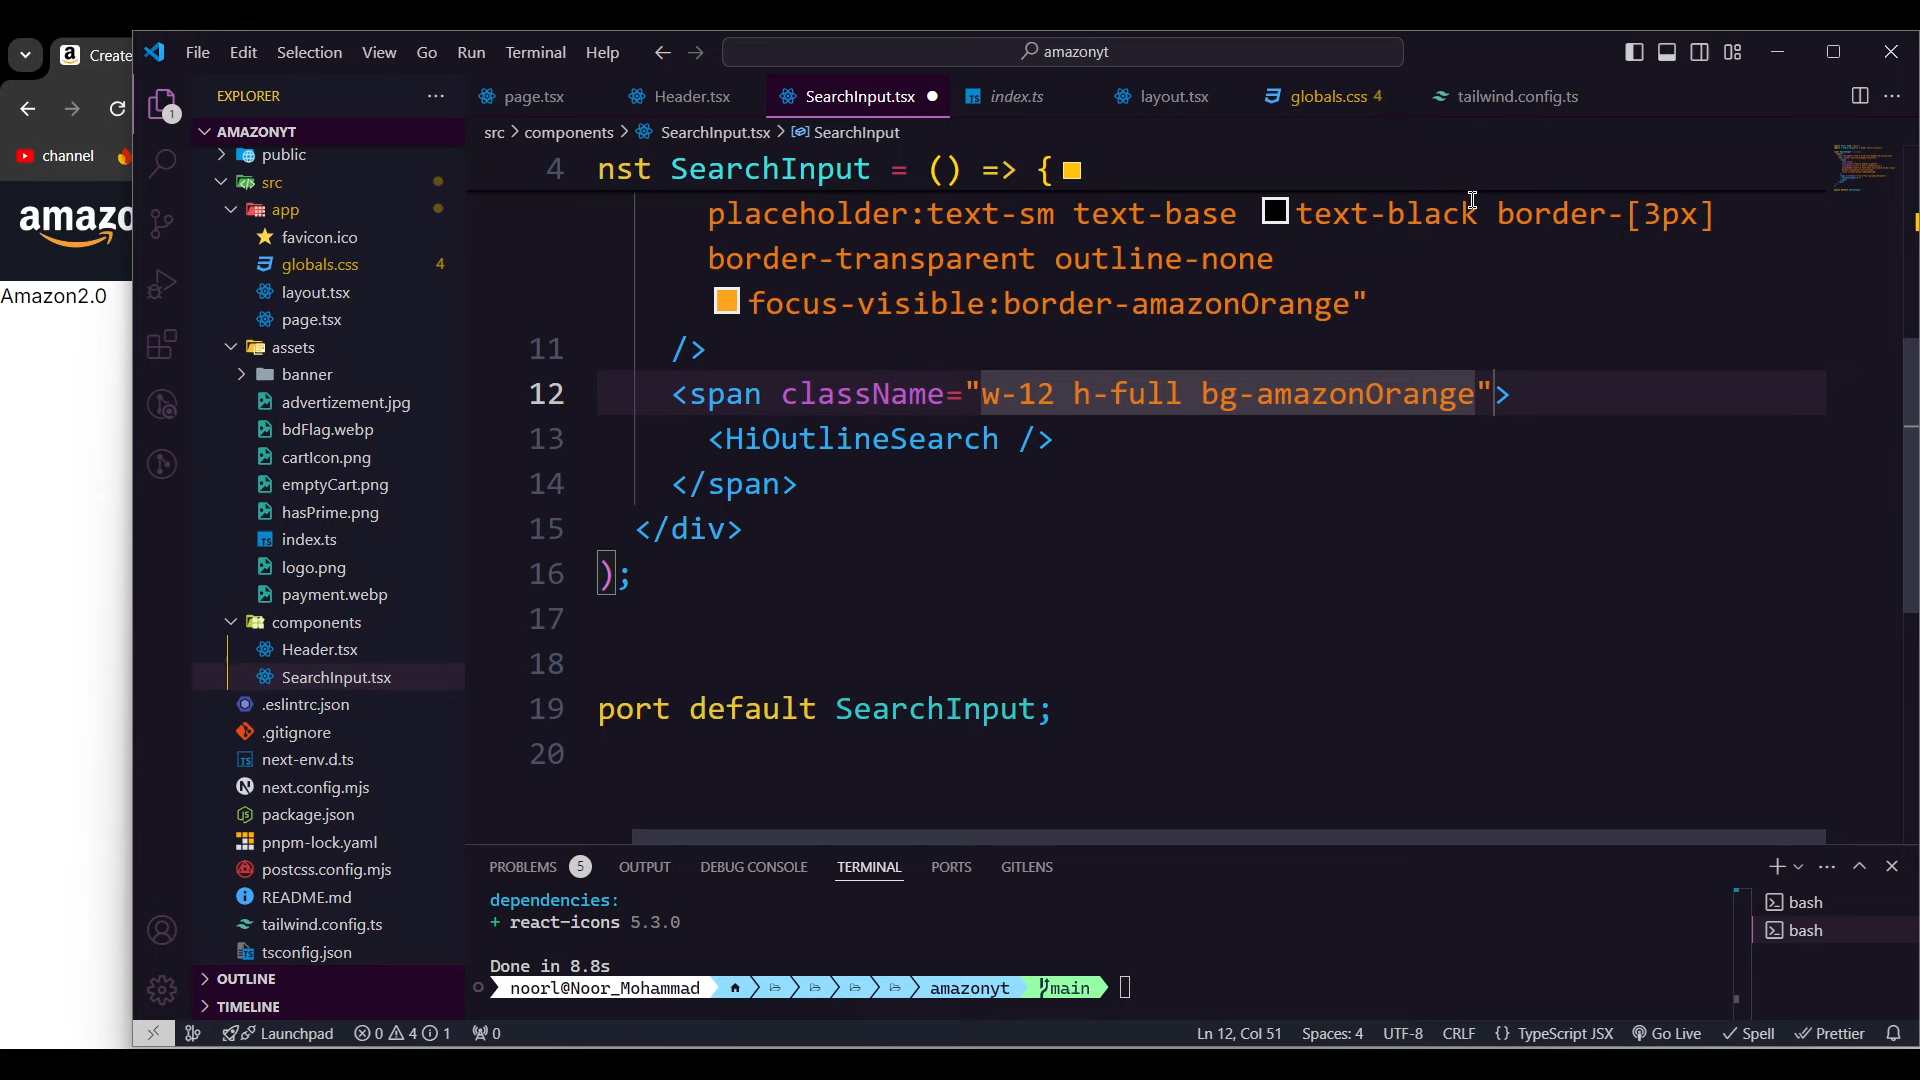 Create
channel
amazo
Amazon2.0
File Edit Selection View Go Run Terminal Help
amazonyt
1
EXPLORER
AMAZONYT
public
src
app
favicon.ico
globals.css 4
layout.tsx
page.tsx
assets
banner
advertizement.jpg
bdFlag.webp
cartIcon.png
emptyCart.png
hasPrime.png
index.ts
logo.png
payment.webp
components
Header.tsx
SearchInput.tsx
.eslintrc.json
.gitignore
next-env.d.ts
next.config.mjs
package.json
pnpm-lock.yaml
postcss.config.mjs
README.md
tailwind.config.ts
tsconfig.json
OUTLINE
TIMELINE
page.tsx Header.tsx SearchInput.tsx index.ts layout.tsx globals.css 4 tailwind.config.ts
src > components > SearchInput.tsx > SearchInput
4 nst SearchInput = () => {
placeholder:text-sm text-base text-black border-[3px]
border-transparent outline-none
focus-visible:border-amazonOrange"
11 />
12 <span className="w-12 h-full bg-amazonOrange">
13 <HiOutlineSearch />
14 </span>
15 </div>
16 );
17
18
19 port default SearchInput;
20
PROBLEMS 5 OUTPUT DEBUG CONSOLE TERMINAL PORTS GITLENS
dependencies:
+ react-icons 5.3.0
Done in 8.8s
noorl@Noor_Mohammad amazonyt main
bash
bash
Launchpad 0 4 1 0 Ln 12, Col 51 Spaces: 4 UTF-8 CRLF {} TypeScript JSX Go Live Spell Prettier